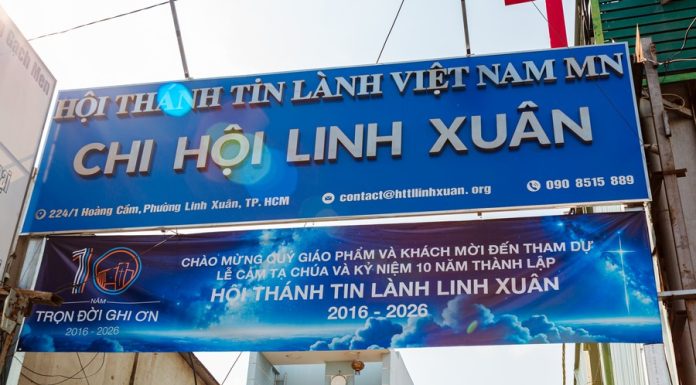 HỘI THÁNH TIN LÀNH VIỆT NAM MN
CHI HỘI LINH XUÂN
224/1 Hoàng Cầm, Phường Linh Xuân, TP. HCM
contact@httllinhxuan.org
090 8515 889
10
NĂM
TRỌN ĐỜI GHI ƠN
2016 - 2026
CHÀO MỪNG QUÝ GIÁO PHẨM VÀ KHÁCH MỜI ĐẾN THAM DỰ
LỄ CẢM TẠ CHÚA VÀ KỶ NIỆM 10 NĂM THÀNH LẬP
HỘI THÁNH TIN LÀNH LINH XUÂN
2016 - 2026